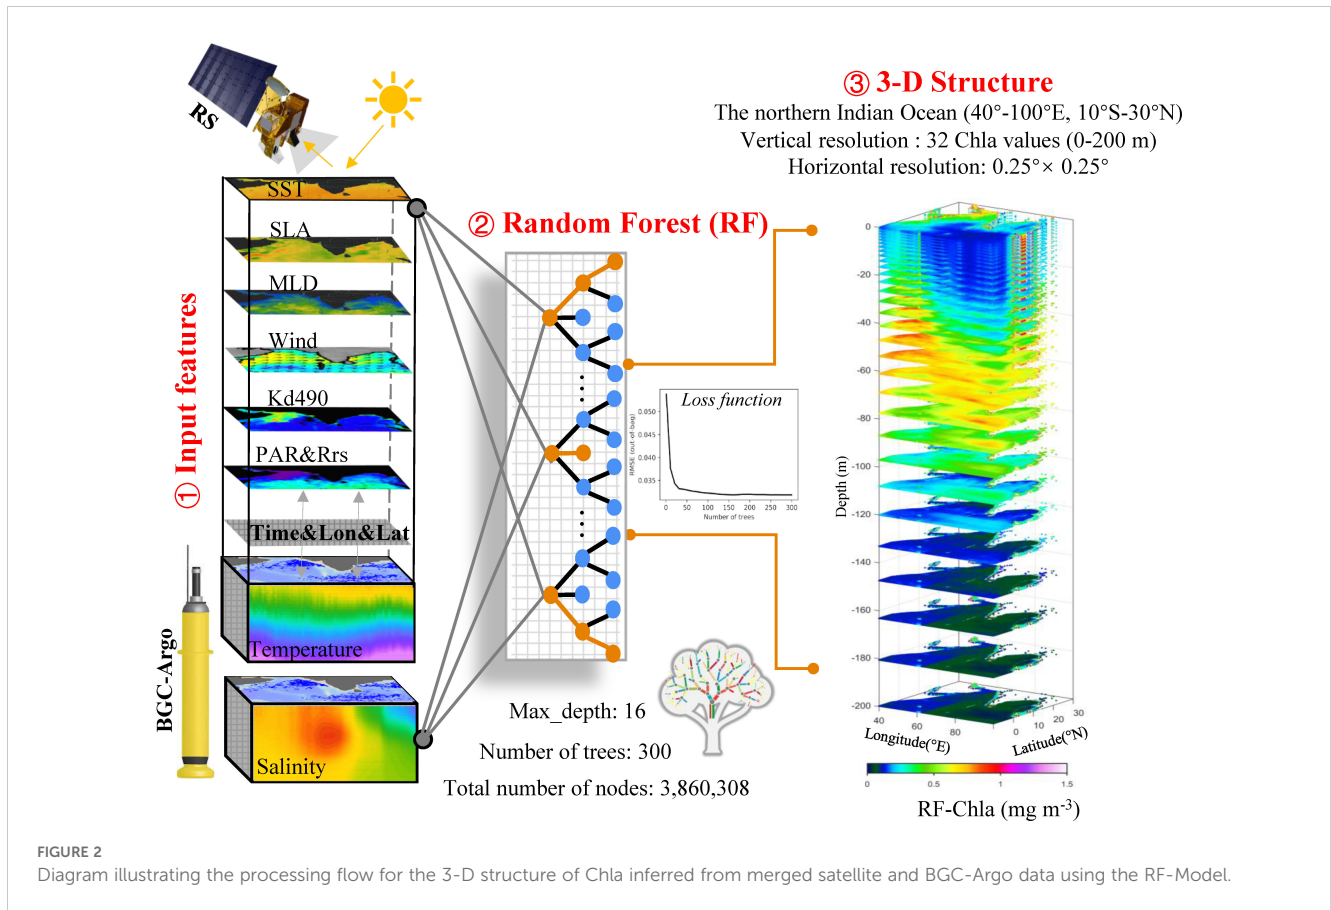 RS
SST
SLA
MLD
Wind
Kd490
PAR&Rrs
Time&Lon&Lat
Temperature
Salinity
① Input features
BGC-Argo
② Random Forest (RF)
Loss function
RMSE (out-of-bag)
0.050
0.045
0.040
0.035
0 50 100 150 200 250 300
Number of trees
Max_depth: 16
Number of trees: 300
Total number of nodes: 3,860,308
③ 3-D Structure
The northern Indian Ocean (40°-100°E, 10°S-30°N)
Vertical resolution : 32 Chla values (0-200 m)
Horizontal resolution: 0.25°× 0.25°
Depth (m)
0
-20
-40
-60
-80
-100
-120
-140
-160
-180
-200
40 60 80
Longitude(°E)
0 10 20 30
Latitude(°N)
0 0.5 1 1.5
RF-Chla (mg m⁻³)
FIGURE 2
Diagram illustrating the processing flow for the 3-D structure of Chla inferred from merged satellite and BGC-Argo data using the RF-Model.